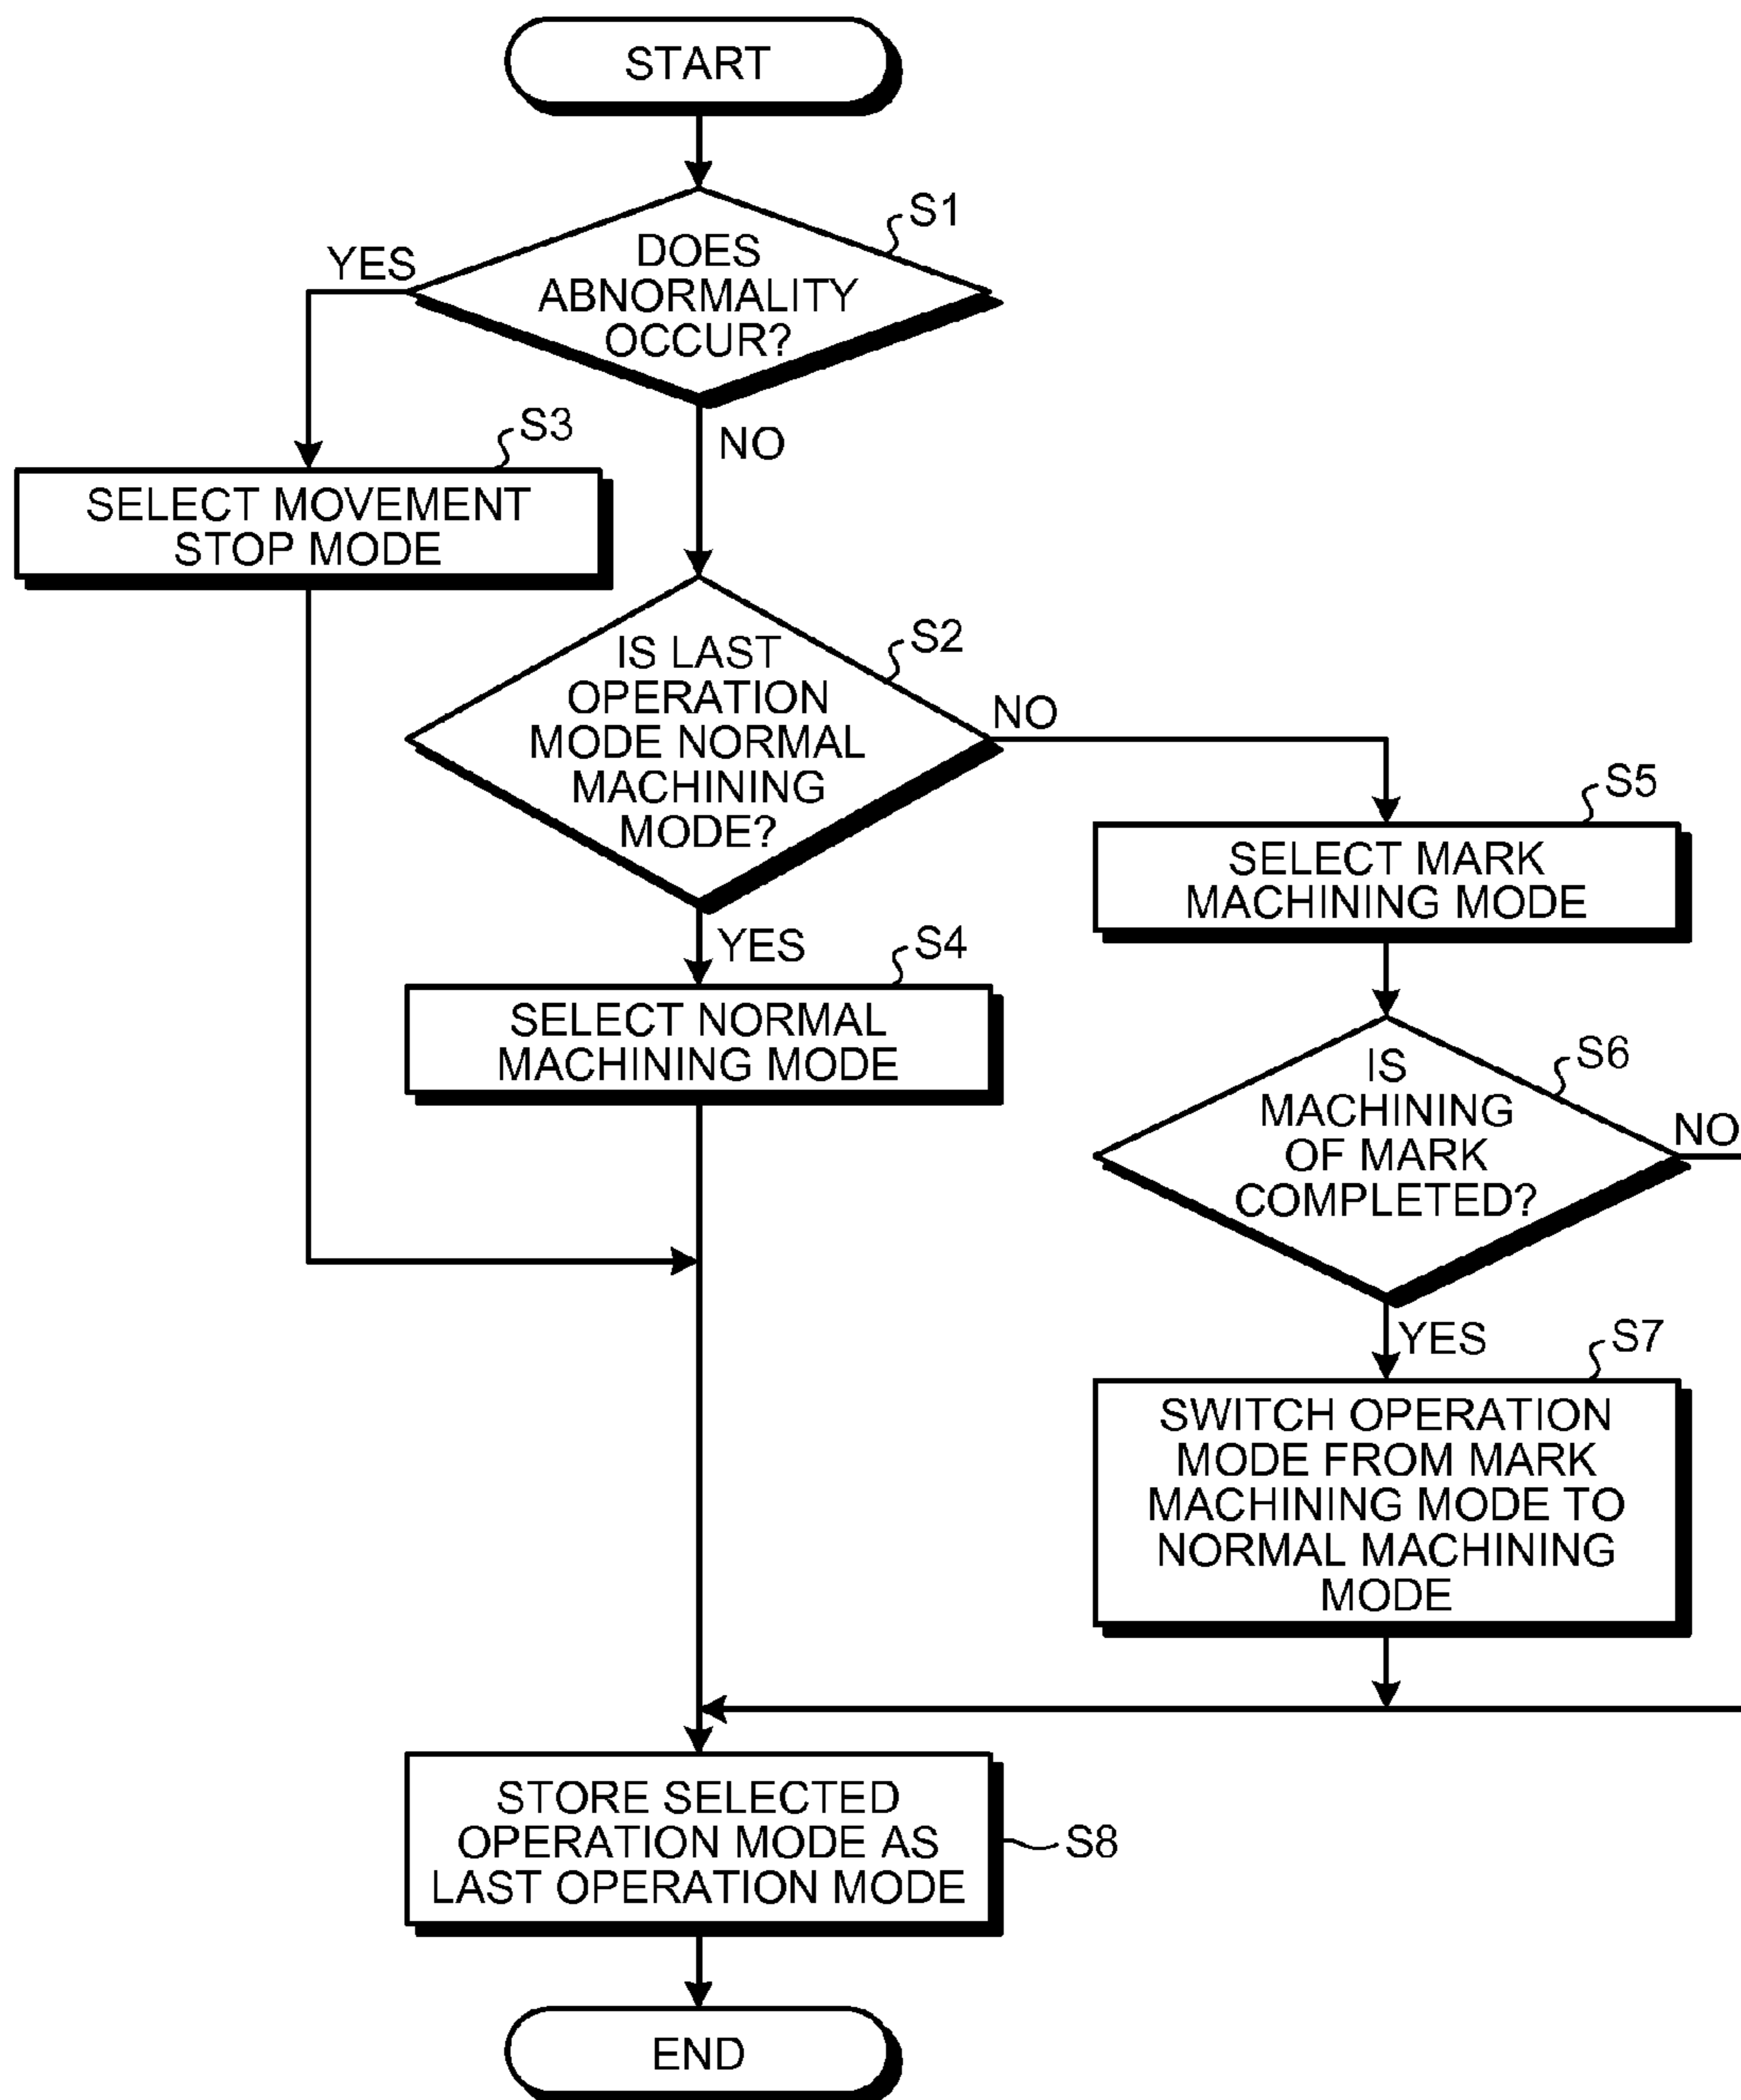 START
S1
DOES
ABNORMALITY
OCCUR?
YES
NO
S3
SELECT MOVEMENT
STOP MODE
S2
IS LAST
OPERATION
MODE NORMAL
MACHINING
MODE?
NO
YES
S5
SELECT MARK
MACHINING MODE
S4
SELECT NORMAL
MACHINING MODE
S6
IS
MACHINING
OF MARK
COMPLETED?
NO
YES
S7
SWITCH OPERATION
MODE FROM MARK
MACHINING MODE TO
NORMAL MACHINING
MODE
STORE SELECTED
OPERATION MODE AS
LAST OPERATION MODE
S8
END